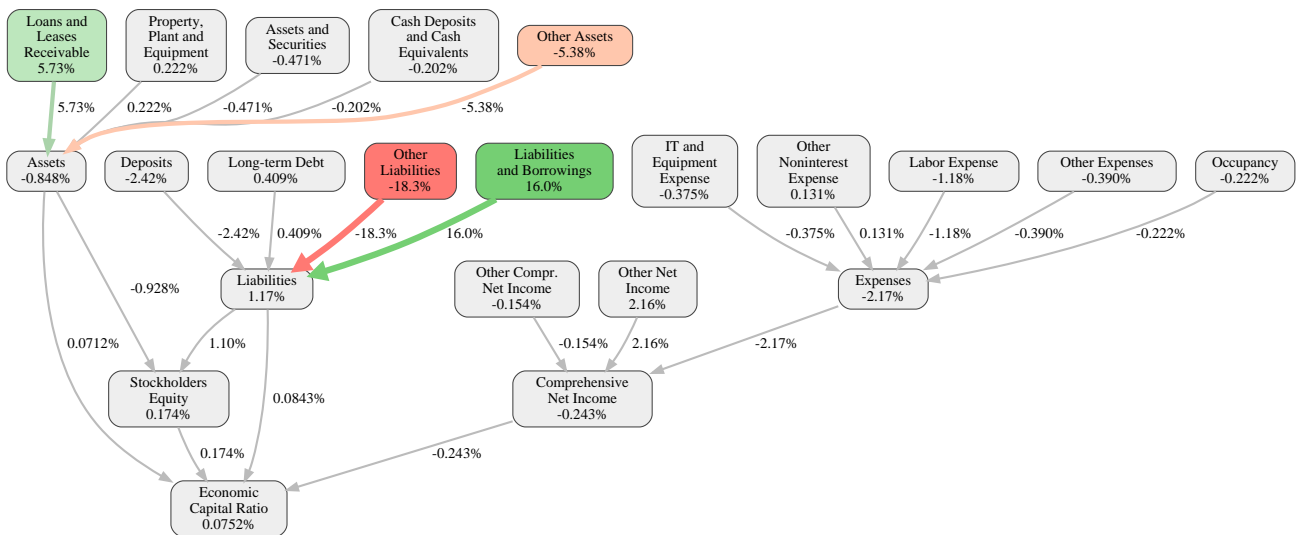 Loans and
Leases
Receivable
5.73%
Property,
Plant and
Equipment
0.222%
Assets and
Securities
-0.471%
Cash Deposits
and Cash
Equivalents
-0.202%
Other Assets
-5.38%
5.73%
0.222%
-0.471%
-0.202%
-5.38%
Assets
-0.848%
Deposits
-2.42%
Long-term Debt
0.409%
Other
Liabilities
-18.3%
Liabilities
and Borrowings
16.0%
IT and
Equipment
Expense
-0.375%
Other
Noninterest
Expense
0.131%
Labor Expense
-1.18%
Other Expenses
-0.390%
Occupancy
-0.222%
-2.42%
0.409%
-18.3%
16.0%
-0.375%
0.131%
-1.18%
-0.390%
-0.222%
Liabilities
1.17%
Other Compr.
Net Income
-0.154%
Other Net
Income
2.16%
Expenses
-2.17%
-0.928%
0.0712%
1.10%
-0.154%
2.16%
-2.17%
Stockholders
Equity
0.174%
0.0843%
Comprehensive
Net Income
-0.243%
0.174%
-0.243%
Economic
Capital Ratio
0.0752%